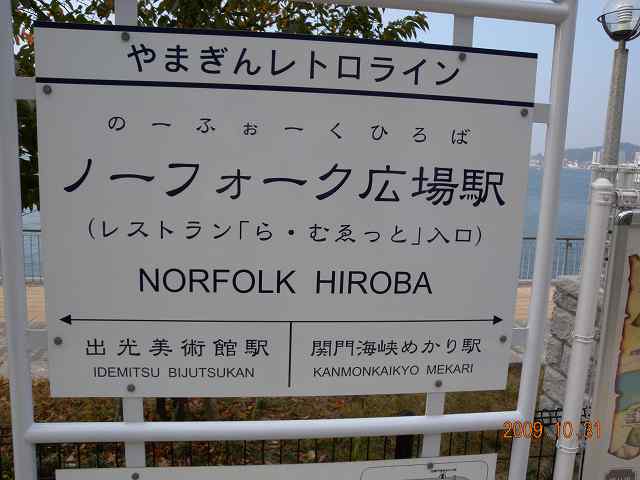 やまぎんレトロライン
のーふぉーくひろば
ノーフォーク広場駅
(レストラン「ら・むゑっと」入口)
NORFOLK HIROBA
出光美術館駅
IDEMITSU BIJUTSUKAN
関門海峡めかり駅
KANMONKAIKYO MEKARI
2009 10 31